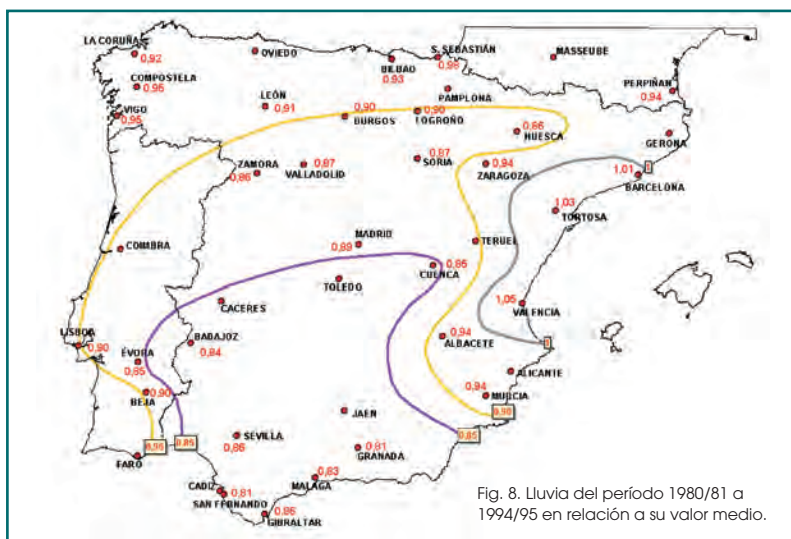 LA CORUÑA
0,92
OVIEDO
BILBAO
0,93
S. SEBASTIÁN
0,98
MASSEUBE
COMPOSTELA
0,96
PERPIÑAN
0,94
VIGO
0,95
LEÓN
0,91
0,90
BURGOS
0,90
LOGROÑO
PAMPLONA
0,86
HUESCA
GERONA
ZAMORA
0,86
0,87
VALLADOLID
0,87
SORIA
0,94
ZARAGOZA
1,01
BARCELONA
1,03
TORTOSA
COIMBRA
MADRID
0,89
TERUEL
0,86
CUENCA
TOLEDO
CACERES
1,05
VALENCIA
LISBOA
0,90
BADAJOZ
0,84
ÉVORA
0,85
0,94
ALBACETE
ALICANTE
0,90
BEJA
0,94
MURCIA
0,90
JAEN
0,85
0,85
SEVILLA
0,86
0,81
GRANADA
FARO
0,83
MALAGA
CADIZ
0,81
SAN FERNANDO
0,86
GIBRALTAR
Fig. 8. Lluvia del período 1980/81 a
1994/95 en relación a su valor medio.